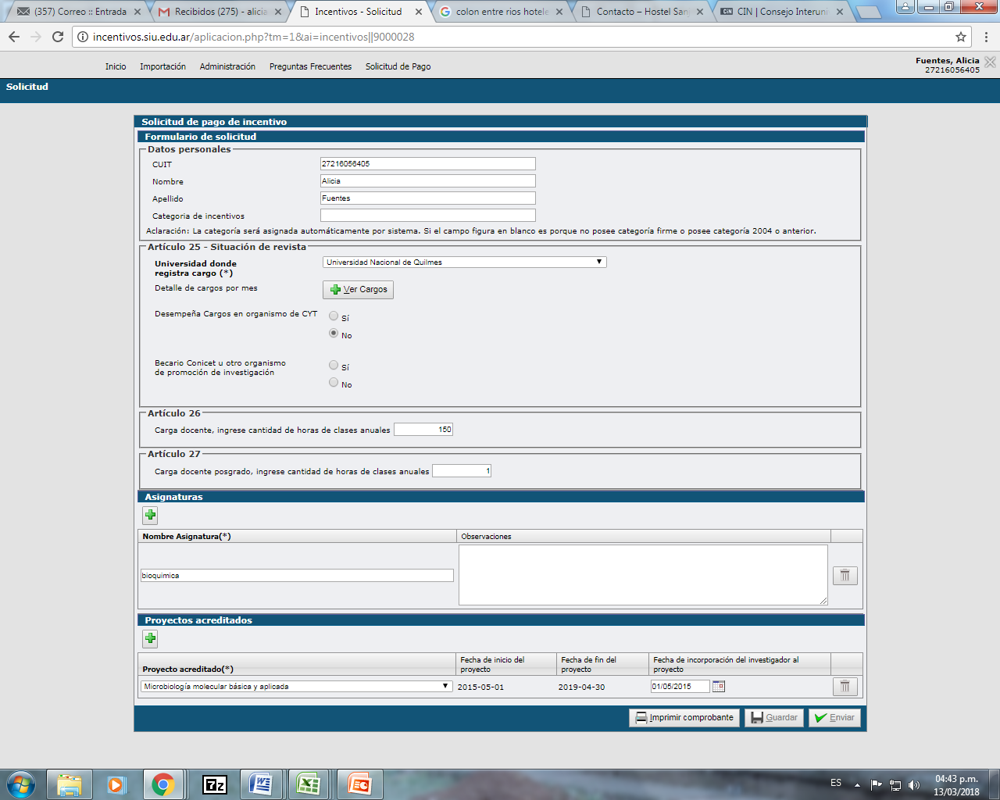 (357) Correo :: Entrada
Recibidos (275) - alicia
Incentivos - Solicitud
colon entre rios hotele
Contacto – Hostel San
CIN | Consejo Interuni
incentivos.siu.edu.ar/aplicacion.php?tm=1&ai=incentivos||9000028
Inicio Importación Administración Preguntas Frecuentes Solicitud de Pago
Fuentes, Alicia
27216056405
Solicitud
Solicitud de pago de incentivo
Formulario de solicitud
Datos personales
CUIT 27216056405
Nombre Alicia
Apellido Fuentes
Categoria de incentivos
Aclaración: La categoría será asignada automáticamente por sistema. Si el campo figura en blanco es porque no posee categoría firme o posee categoría 2004 o anterior.
Artículo 25 - Situación de revista
Universidad donde
registra cargo (*)
Universidad Nacional de Quilmes
Detalle de cargos por mes
Ver Cargos
Desempeña Cargos en organismo de CYT
Sí
No
Becario Conicet u otro organismo
de promoción de investigación
Sí
No
Artículo 26
Carga docente, ingrese cantidad de horas de clases anuales 150
Artículo 27
Carga docente posgrado, ingrese cantidad de horas de clases anuales 1
Asignaturas
Nombre Asignatura(*) Observaciones
bioquimica
Proyectos acreditados
Proyecto acreditado(*)
Fecha de inicio del
proyecto
Fecha de fin del
proyecto
Fecha de incorporación del investigador al
proyecto
Microbiología molecular básica y aplicada 2015-05-01 2019-04-30 01/05/2015
Imprimir comprobante Guardar Enviar
7z
ES
04:43 p.m.
13/03/2018